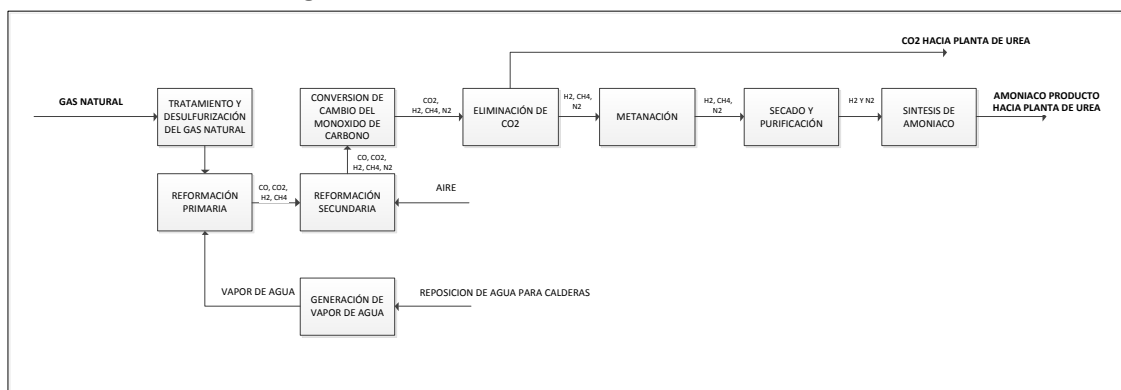 CO2 HACIA PLANTA DE UREA
GAS NATURAL
TRATAMIENTO Y
DESULFURIZACIÓN
DEL GAS NATURAL
CONVERSION DE
CAMBIO DEL
MONOXIDO DE
CARBONO
CO2,
H2, CH4, N2
ELIMINACIÓN DE
CO2
H2, CH4,
N2
METANACIÓN
H2, CH4,
N2
SECADO Y
PURIFICACIÓN
H2 Y N2
SINTESIS DE
AMONIACO
AMONIACO PRODUCTO
HACIA PLANTA DE UREA
CO, CO2,
H2, CH4, N2
REFORMACIÓN
PRIMARIA
CO, CO2,
H2, CH4
REFORMACIÓN
SECUNDARIA
AIRE
VAPOR DE AGUA
GENERACIÓN DE
VAPOR DE AGUA
REPOSICION DE AGUA PARA CALDERAS